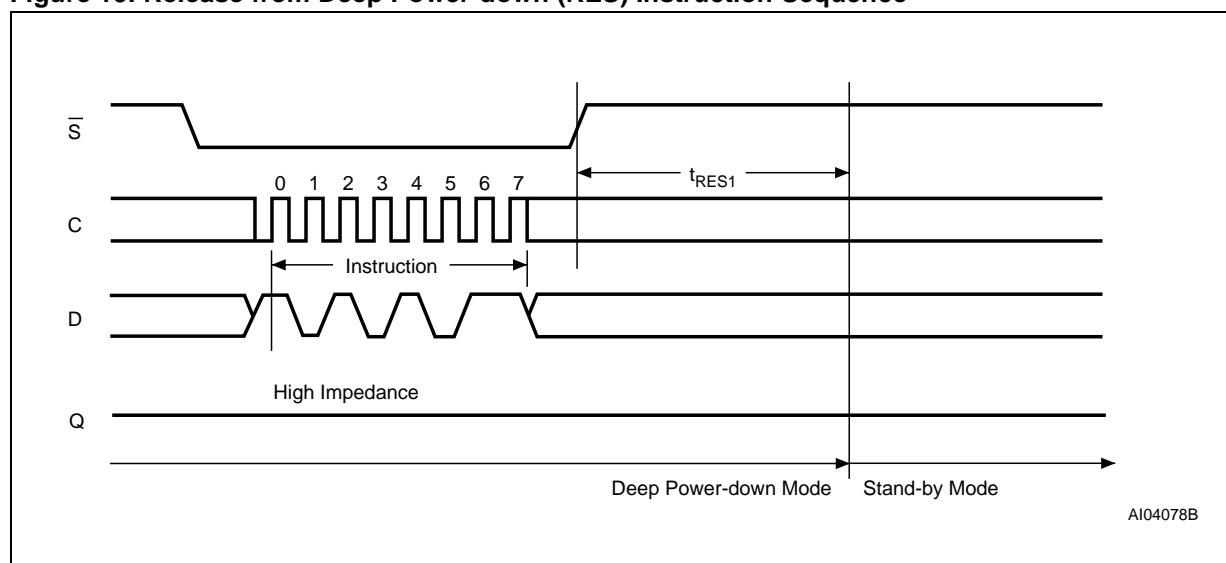 Figure 16. Release from Deep Power-down (RES) Instruction Sequence
S̅
0 1 2 3 4 5 6 7
tRES1
C
Instruction
D
High Impedance
Q
Deep Power-down Mode Stand-by Mode
AI04078B